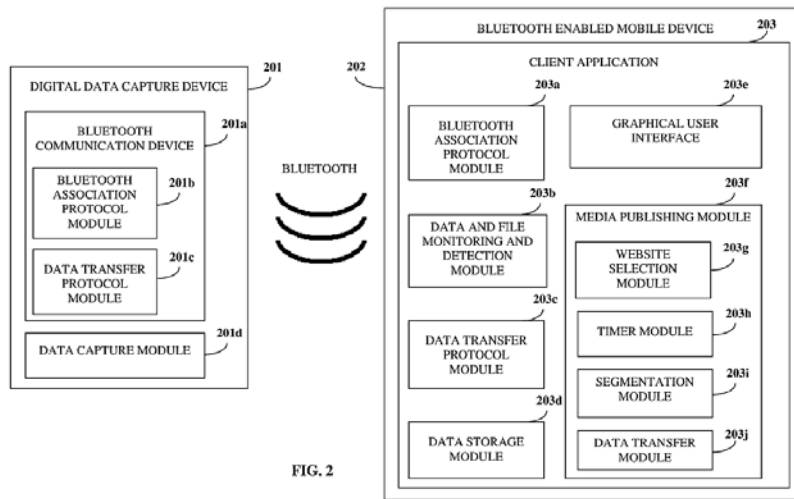 201
DIGITAL DATA CAPTURE DEVICE
201a
BLUETOOTH
COMMUNICATION DEVICE
201b
BLUETOOTH
ASSOCIATION
PROTOCOL
MODULE
201c
DATA TRANSFER
PROTOCOL
MODULE
201d
DATA CAPTURE MODULE
BLUETOOTH
202
BLUETOOTH ENABLED MOBILE DEVICE
203
CLIENT APPLICATION
203a
BLUETOOTH
ASSOCIATION
PROTOCOL MODULE
203b
DATA AND FILE
MONITORING AND
DETECTION
MODULE
203c
DATA TRANSFER
PROTOCOL
MODULE
203d
DATA STORAGE
MODULE
203e
GRAPHICAL USER
INTERFACE
203f
MEDIA PUBLISHING MODULE
203g
WEBSITE
SELECTION
MODULE
203h
TIMER MODULE
203i
SEGMENTATION
MODULE
203j
DATA TRANSFER
MODULE
FIG. 2